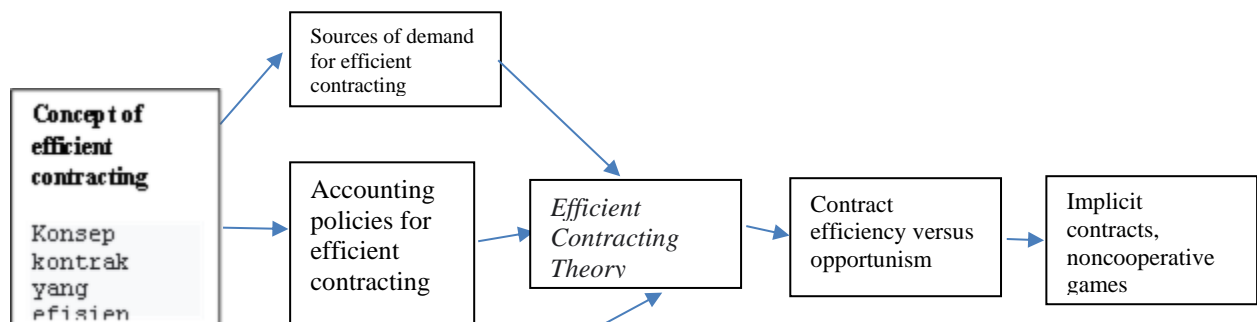 Sources of demand
for efficient
contracting
Concept of
efficient
contracting
Konsep
kontrak
yang
efisien
Accounting
policies for
efficient
contracting
Efficient
Contracting
Theory
Contract
efficiency versus
opportunism
Implicit
contracts,
noncooperative
games